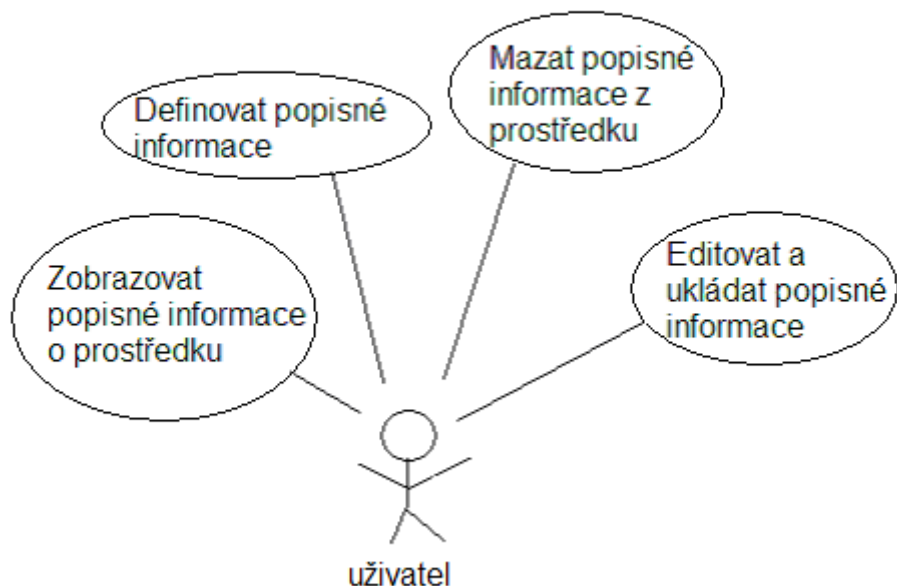 Mazat popisné
informace z
prostředku
Definovat popisné
informace
Zobrazovat
popisné informace
o prostředku
Editovat a
ukládat popisné
informace
uživatel